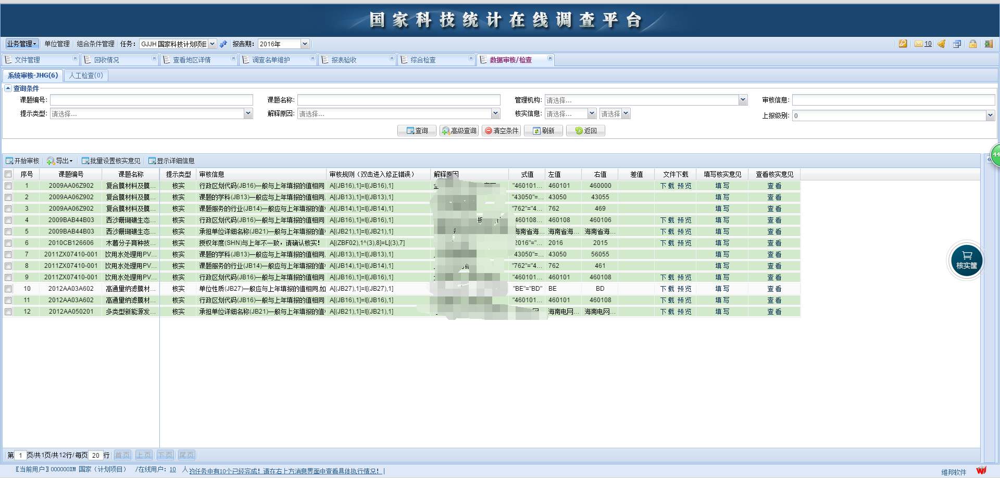 国家科技统计在线调查平台
业务管理 单位管理 组合条件管理 任务: GJJH 国家科技计划项目 报告期: 2016年 10
文件管理 回收情况 查看地区详情 调查名单维护 报表验收 综合检查 数据审核/检查
系统审核-JHG(6) 人工检查(0)
查询条件
课题编号: 课题名称: 管理机构: 请选择... 审核信息:
提示类型: 请选择... 解释原因: 请选择... 核实信息: 请选择... 请选择 上报级别: 0
查询 高级查询 清空条件 刷新 返回
44
开始审核 导出 批量设置核实意见 显示详细信息
序号 课题编号 课题名称 提示类型 审核信息 审核规则（双击进入修正错误） 解释原因 式值 左值 右值 差值 文件下载 填写核实意见 查看核实意见
1 2009AA06Z902 复合膜材料及膜... 核实 行政区划代码(JB16)一般与上年填报的值相同 A[(JB16),1]=I[(JB16),1] "460101... 460101 460000 下载 预览 填写 查看
2 2009AA06Z902 复合膜材料及膜... 核实 课题的学科(JB13)一般应与上年填报的值相同. A[(JB13),1]=I[(JB13),1] "43050"=... 43050 43055 填写 查看
3 2009AA06Z902 复合膜材料及膜... 核实 课题服务的行业(JB14)一般应与上年填报的值 A[(JB14),1]=I[(JB14),1] "762"="4... 762 469 填写 查看
4 2009BAB44B03 西沙珊瑚礁生态... 核实 行政区划代码(JB16)一般与上年填报的值相同 A[(JB16),1]=I[(JB16),1] 460108... 460108 460106 下载 预览 填写 查看
5 2009BAB44B03 西沙珊瑚礁生态... 核实 承担单位详细名称(JB21)一般与上年填报的值 A[(JB21),1]=I[(JB21),1] 海南省海... 海南省海... 海南省海... 下载 预览 填写 查看
6 2010CB126606 木薯分子育种技... 核实 授权年度(SHN)与上年不一致，请确认核实！ A[(ZBF02),1^(3),8]=L[(3),7] 2016"="... 2016 2015 下载 预览 填写 查看
7 2011ZX07410-001 饮用水处理用PV... 核实 课题的学科(JB13)一般应与上年填报的值相同. A[(JB13),1]=I[(JB13),1] 43050"=... 43050 56055 填写 查看
8 2011ZX07410-001 饮用水处理用PV... 核实 课题服务的行业(JB14)一般应与上年填报的值 A[(JB14),1]=I[(JB14),1] "762"="4... 762 461 填写 查看
9 2011ZX07410-001 饮用水处理用PV... 核实 行政区划代码(JB16)一般与上年填报的值相同 A[(JB16),1]=I[(JB16),1] "460101... 460101 460108 下载 预览 填写 查看
10 2012AA03A602 高通量纳滤膜材... 核实 单位性质(JB27)一般应与上年填报的值相同.如 A[(JB27),1]=I[(JB27),1] "BE"="BD" BE BD 下载 预览 填写 查看
11 2012AA03A602 高通量纳滤膜材... 核实 行政区划代码(JB16)一般与上年填报的值相同 A[(JB16),1]=I[(JB16),1] "460101... 460101 460108 下载 预览 填写 查看
12 2012AA050201 多类型新能源发... 核实 承担单位详细名称(JB21)一般与上年填报的值 A[(JB21),1]=I[(JB21),1] 海南电网... 海南电网... 下载 预览 填写 查看
核实筐
第 1 页/共1页/共12行/每页 20 行 首页 上页 下页 尾页
〖当前用户〗000000XM 国家（计划项目） /在线用户: 10 人 的任务中有10个已经完成！请在右上方消息界面中查看具体执行情况！
维邦软件